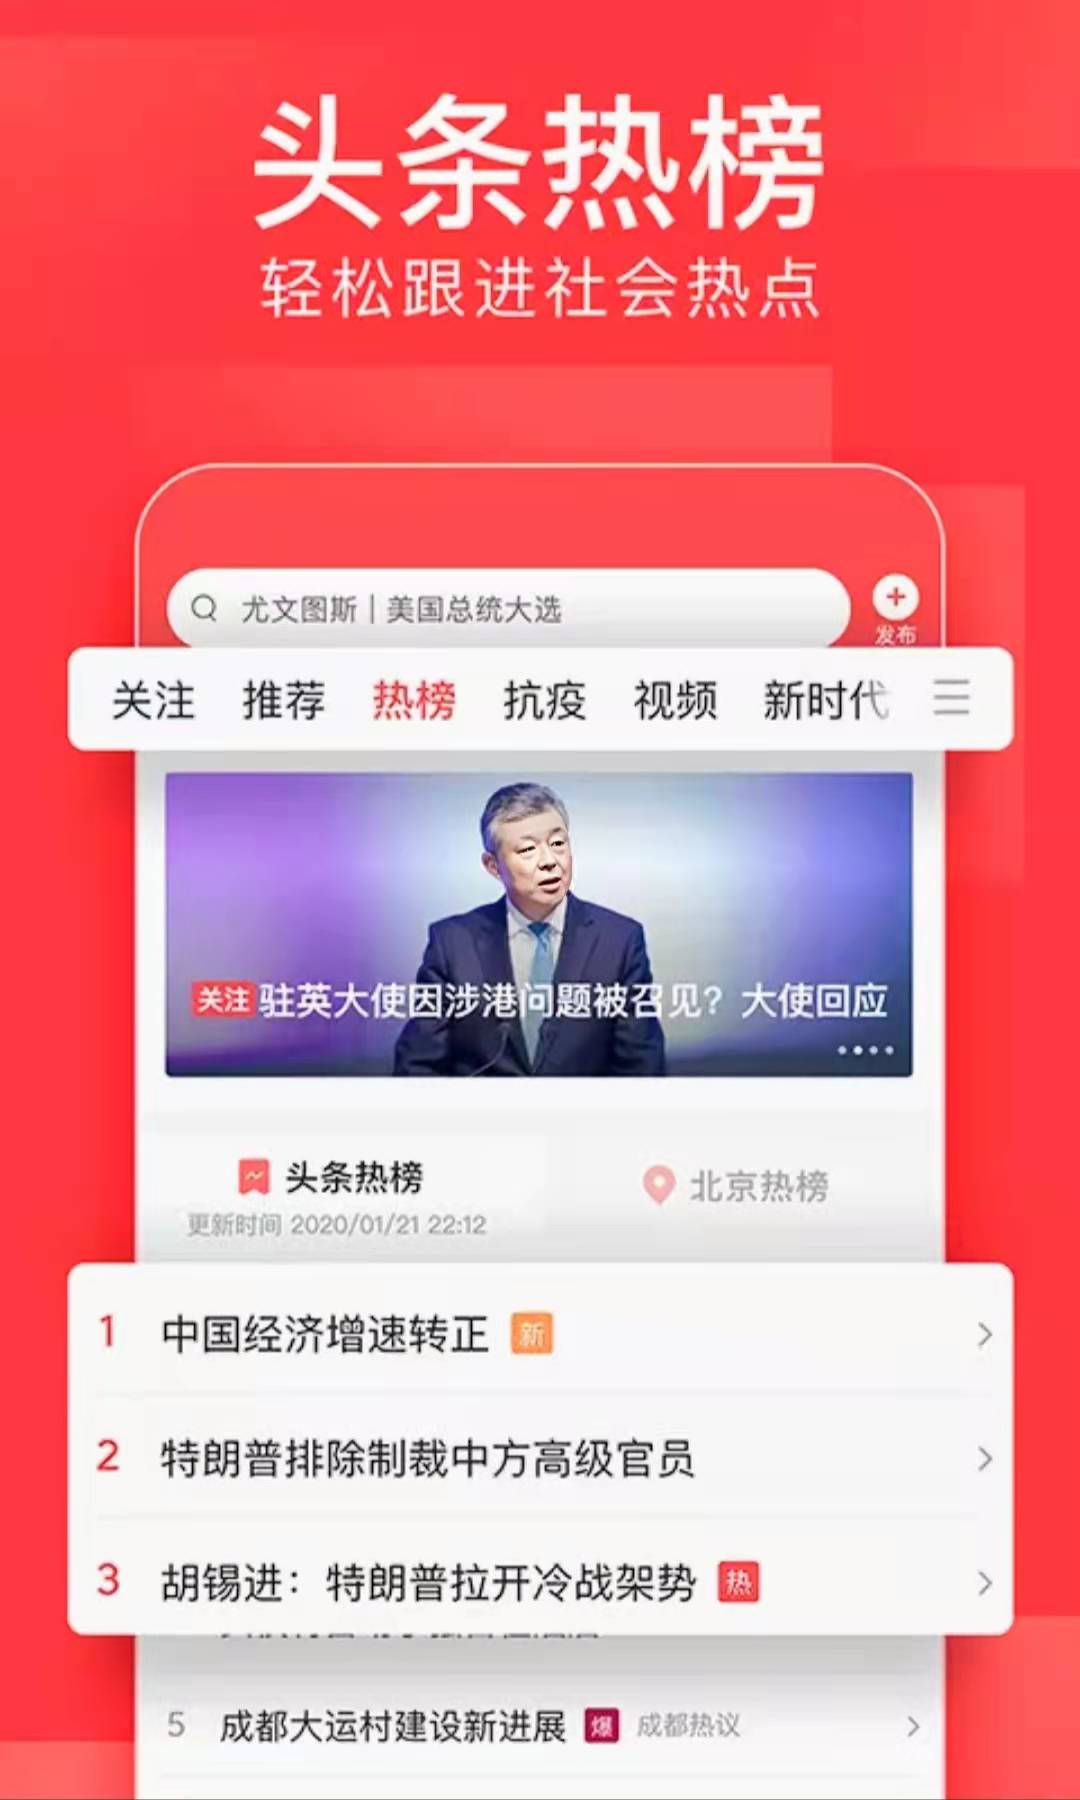 头条热榜
轻松跟进社会热点
尤文图斯｜美国总统大选
发布
关注 推荐 热榜 抗疫 视频 新时代
关注 驻英大使因涉港问题被召见？大使回应
头条热榜
更新时间 2020/01/21 22:12
北京热榜
1 中国经济增速转正 新
2 特朗普排除制裁中方高级官员
3 胡锡进：特朗普拉开冷战架势 热
5 成都大运村建设新进展 爆 成都热议